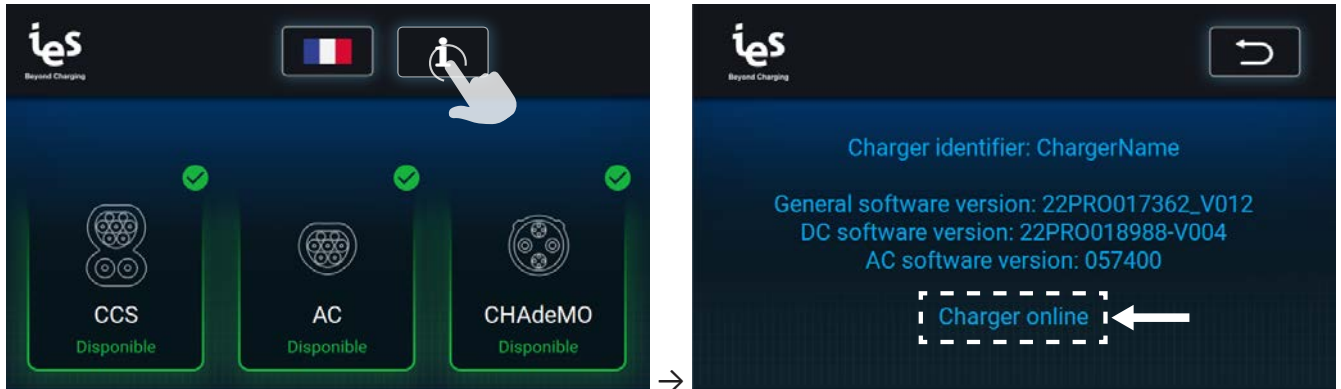 ies
Beyond Charging
i
CCS
Disponible
AC
Disponible
CHAdeMO
Disponible
→
ies
Beyond Charging
Charger identifier: ChargerName
General software version: 22PRO017362_V012
DC software version: 22PRO018988-V004
AC software version: 057400
Charger online